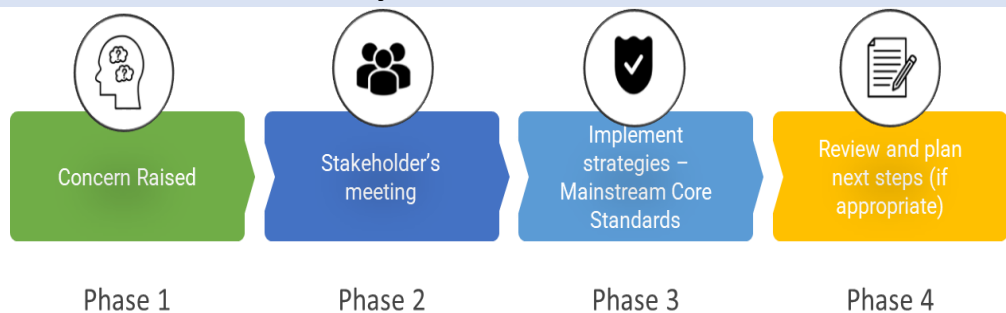 Concern Raised
Stakeholder's
meeting
Implement
strategies –
Mainstream Core
Standards
Review and plan
next steps (if
appropriate)
Phase 1
Phase 2
Phase 3
Phase 4